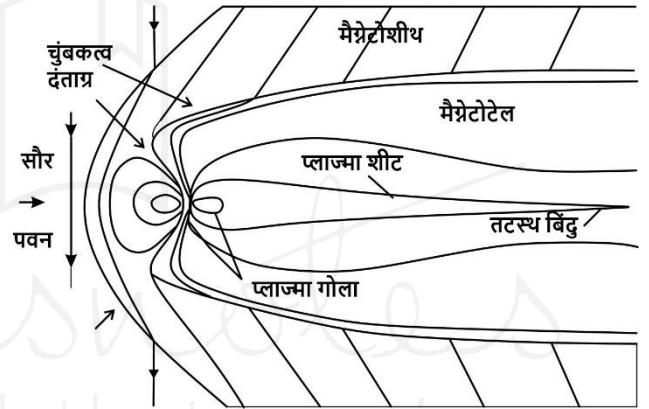 मैग्नेटोशीथ
चुंबकत्व
दंताग्र
मैग्नेटोटेल
सौर
प्लाज्मा शीट
पवन
तटस्थ बिंदु
प्लाज्मा गोला